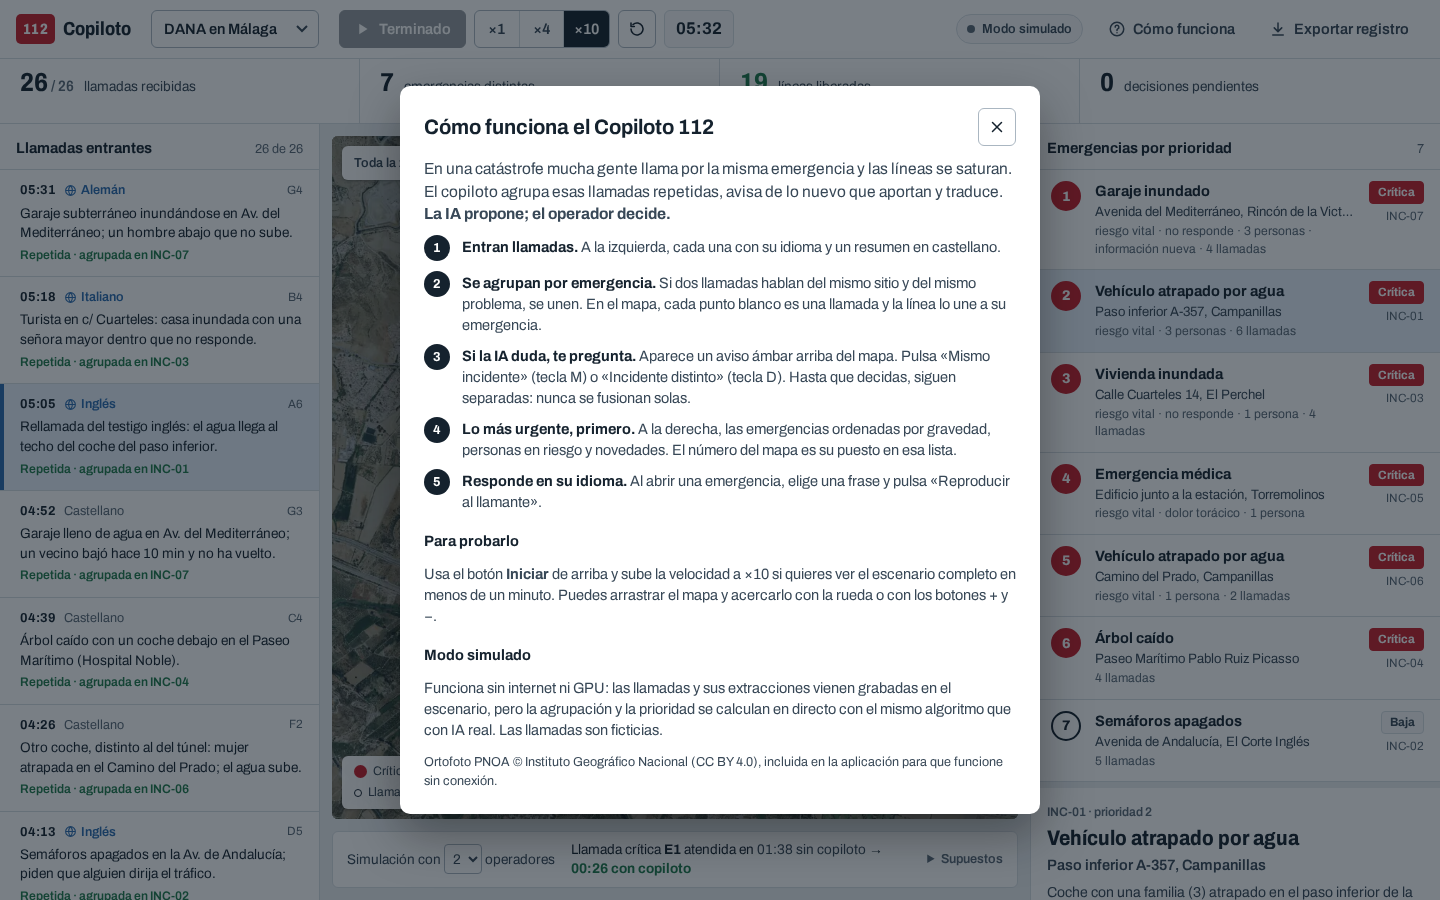 112 Copiloto
DANA en Málaga
Terminado
×1 ×4 ×10
05:32
Modo simulado
Cómo funciona
Exportar registro
26 / 26 llamadas recibidas
7 emergencias distintas
19 líneas liberadas
0 decisiones pendientes
Llamadas entrantes 26 de 26
05:31 Alemán G4
Garaje subterráneo inundándose en Av. del
Mediterráneo; un hombre abajo que no sube.
Repetida · agrupada en INC-07
05:18 Italiano B4
Turista en c/ Cuarteles: casa inundada con una
señora mayor dentro que no responde.
Repetida · agrupada en INC-03
05:05 Inglés A6
Rellamada del testigo inglés: el agua llega al
techo del coche del paso inferior.
Repetida · agrupada en INC-01
04:52 Castellano G3
Garaje lleno de agua en Av. del Mediterráneo;
un vecino bajó hace 10 min y no ha vuelto.
Repetida · agrupada en INC-07
04:39 Castellano C4
Árbol caído con un coche debajo en el Paseo
Marítimo (Hospital Noble).
Repetida · agrupada en INC-04
04:26 Castellano F2
Otro coche, distinto al del túnel: mujer
atrapada en el Camino del Prado; el agua sube.
Repetida · agrupada en INC-06
04:13 Inglés D5
Semáforos apagados en la Av. de Andalucía;
piden que alguien dirija el tráfico.
Repetida · agrupada en INC-02
Toda la
Crític
Llama
Cómo funciona el Copiloto 112
En una catástrofe mucha gente llama por la misma emergencia y las líneas se saturan.
El copiloto agrupa esas llamadas repetidas, avisa de lo nuevo que aportan y traduce.
La IA propone; el operador decide.
1 Entran llamadas. A la izquierda, cada una con su idioma y un resumen en castellano.
2 Se agrupan por emergencia. Si dos llamadas hablan del mismo sitio y del mismo
problema, se unen. En el mapa, cada punto blanco es una llamada y la línea lo une a su
emergencia.
3 Si la IA duda, te pregunta. Aparece un aviso ámbar arriba del mapa. Pulsa «Mismo
incidente» (tecla M) o «Incidente distinto» (tecla D). Hasta que decidas, siguen
separadas: nunca se fusionan solas.
4 Lo más urgente, primero. A la derecha, las emergencias ordenadas por gravedad,
personas en riesgo y novedades. El número del mapa es su puesto en esa lista.
5 Responde en su idioma. Al abrir una emergencia, elige una frase y pulsa «Reproducir
al llamante».
Para probarlo
Usa el botón Iniciar de arriba y sube la velocidad a ×10 si quieres ver el escenario completo en
menos de un minuto. Puedes arrastrar el mapa y acercarlo con la rueda o con los botones + y
−.
Modo simulado
Funciona sin internet ni GPU: las llamadas y sus extracciones vienen grabadas en el
escenario, pero la agrupación y la prioridad se calculan en directo con el mismo algoritmo que
con IA real. Las llamadas son ficticias.
Ortofoto PNOA © Instituto Geográfico Nacional (CC BY 4.0), incluida en la aplicación para que funcione
sin conexión.
Simulación con 2 operadores
Llamada crítica E1 atendida en 01:38 sin copiloto →
00:26 con copiloto
Supuestos
Emergencias por prioridad 7
1 Garaje inundado Crítica
Avenida del Mediterráneo, Rincón de la Vict… INC-07
riesgo vital · no responde · 3 personas ·
información nueva · 4 llamadas
2 Vehículo atrapado por agua Crítica
Paso inferior A-357, Campanillas INC-01
riesgo vital · 3 personas · 6 llamadas
3 Vivienda inundada Crítica
Calle Cuarteles 14, El Perchel INC-03
riesgo vital · no responde · 1 persona · 4
llamadas
4 Emergencia médica Crítica
Edificio junto a la estación, Torremolinos INC-05
riesgo vital · dolor torácico · 1 persona
5 Vehículo atrapado por agua Crítica
Camino del Prado, Campanillas INC-06
riesgo vital · 1 persona · 2 llamadas
6 Árbol caído Crítica
Paseo Marítimo Pablo Ruiz Picasso INC-04
4 llamadas
7 Semáforos apagados Baja
Avenida de Andalucía, El Corte Inglés INC-02
5 llamadas
INC-01 · prioridad 2
Vehículo atrapado por agua
Paso inferior A-357, Campanillas
Coche con una familia (3) atrapado en el paso inferior de la